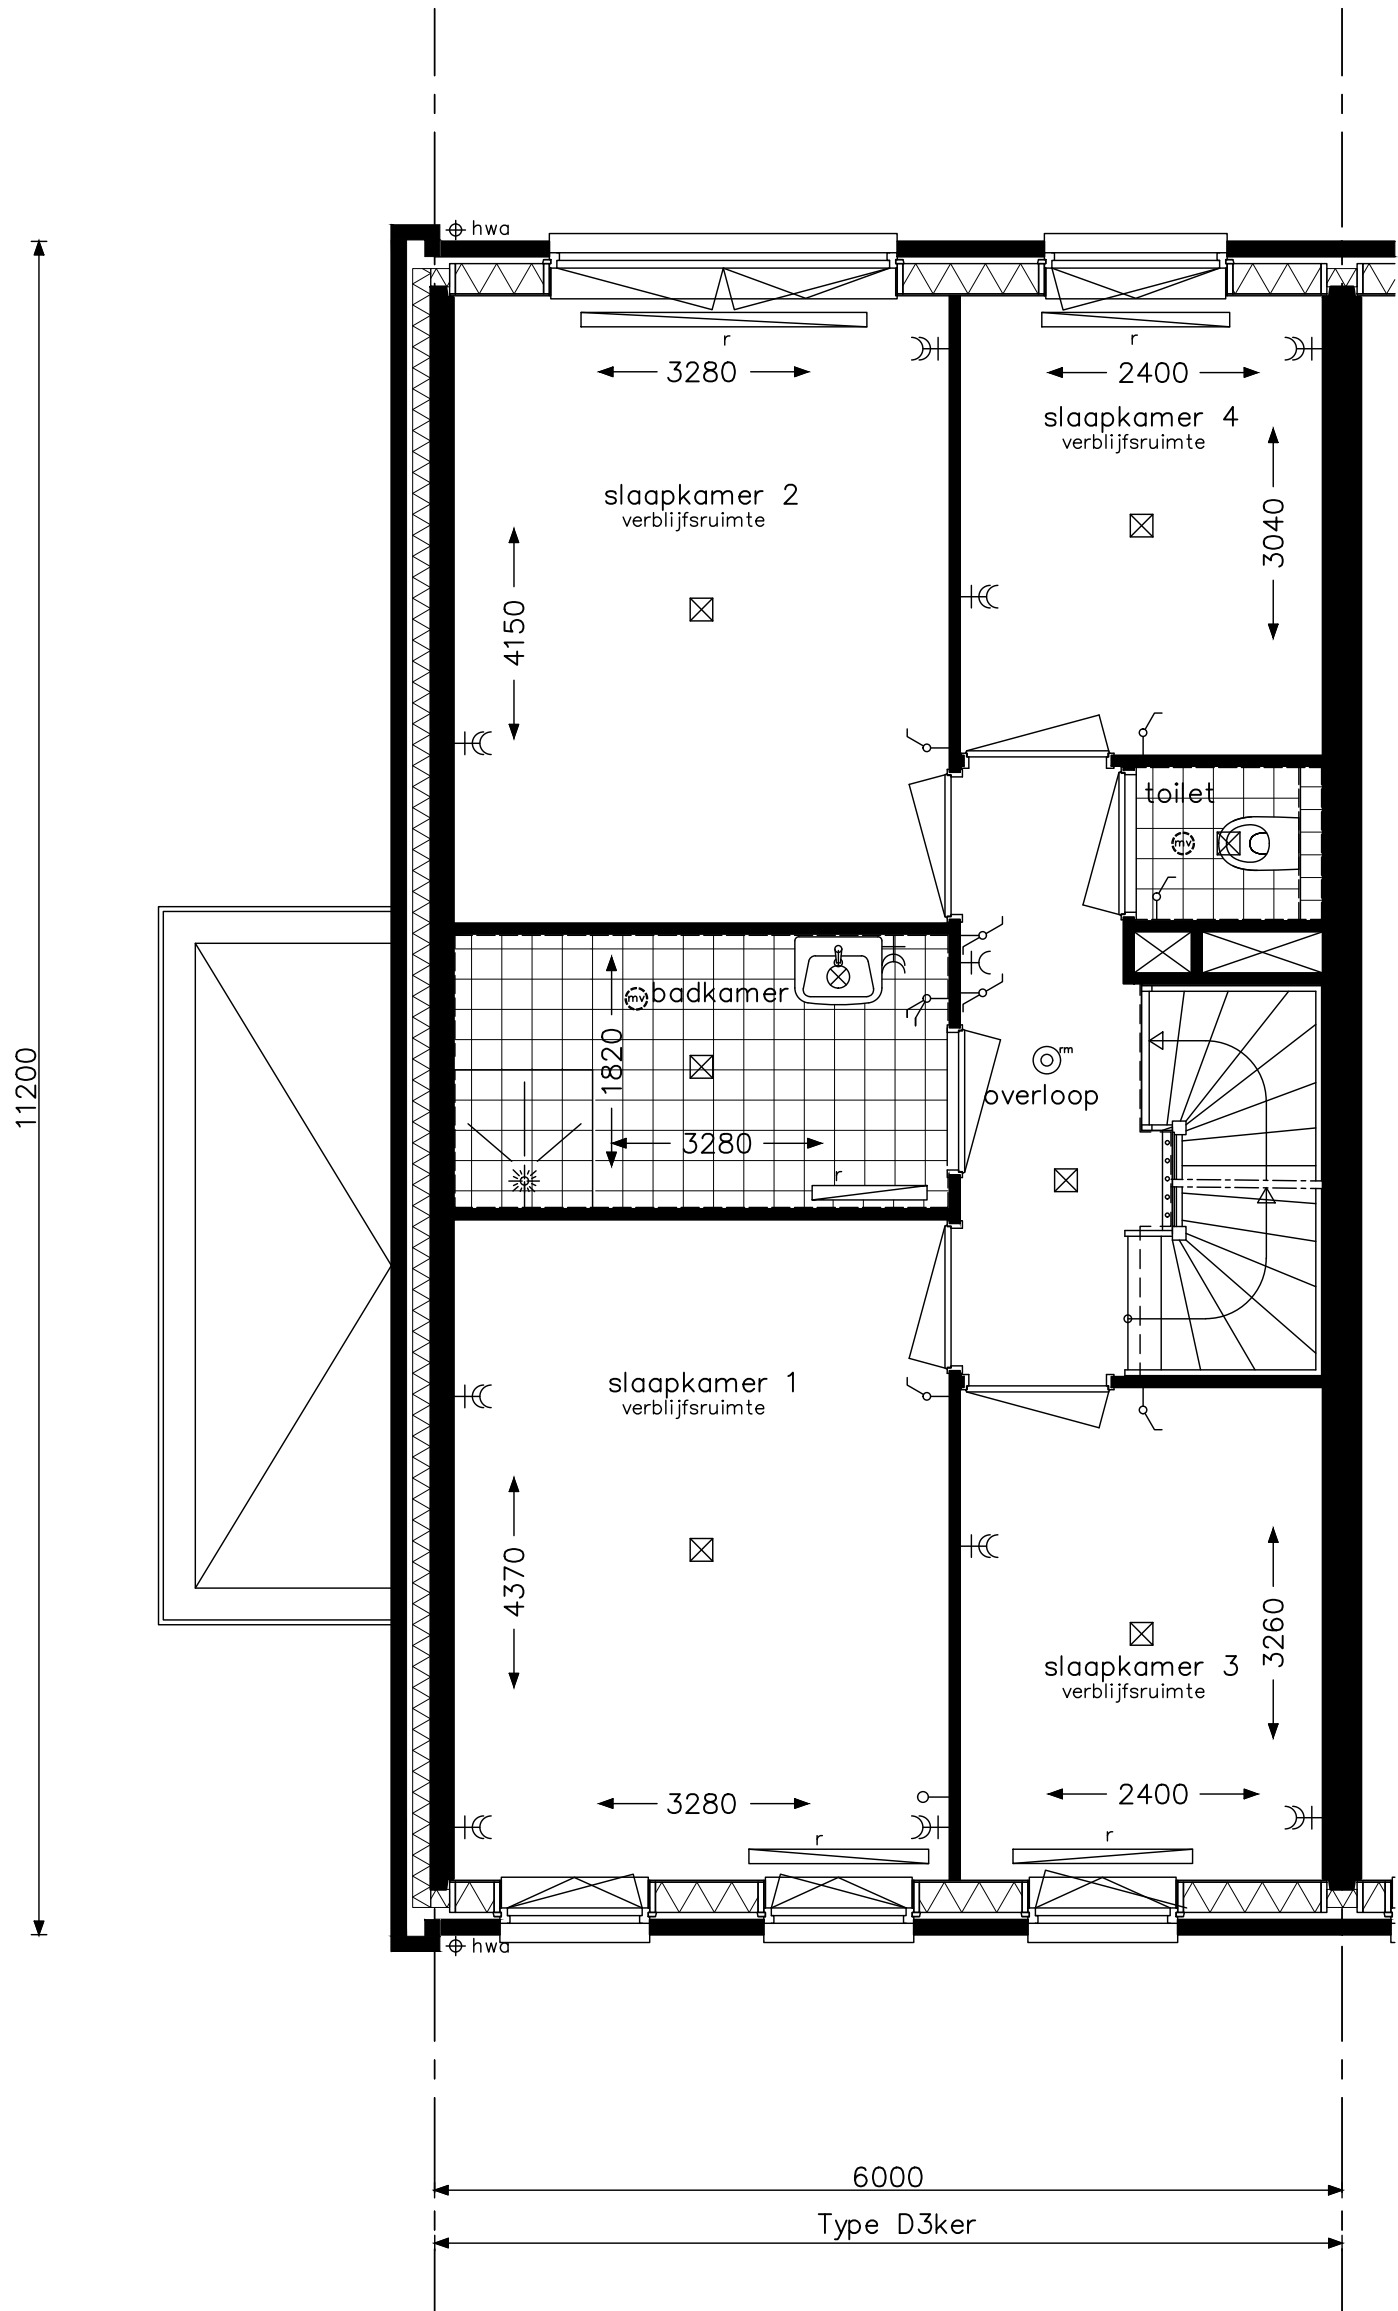 hwa
r
r
3280
2400
slaapkamer 4
verblijfsruimte
slaapkamer 2
verblijfsruimte
3040
4150
toilet
mv
mv
badkamer
1820
rm
overloop
11200
3280
r
slaapkamer 1
verblijfsruimte
4370
3260
slaapkamer 3
verblijfsruimte
3280
2400
r
r
hwa
6000
Type D3ker